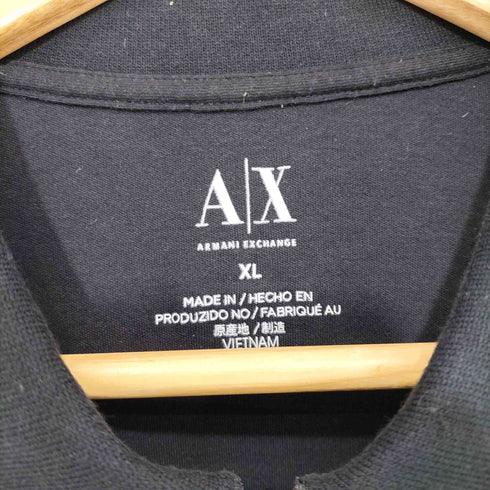 A|X
ARMANI EXCHANGE
XL
MADE IN / HECHO EN
PRODUZIDO NO / FABRIQUÉ AU
原産地 / 制造
VIETNAM